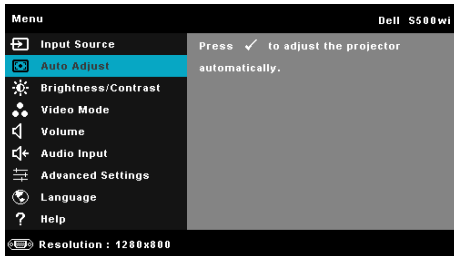 Menu Dell S500wi
Input Source
Press ✓ to adjust the projector
Auto Adjust
automatically.
Brightness/Contrast
Video Mode
Volume
Audio Input
Advanced Settings
Language
? Help
Resolution : 1280x800